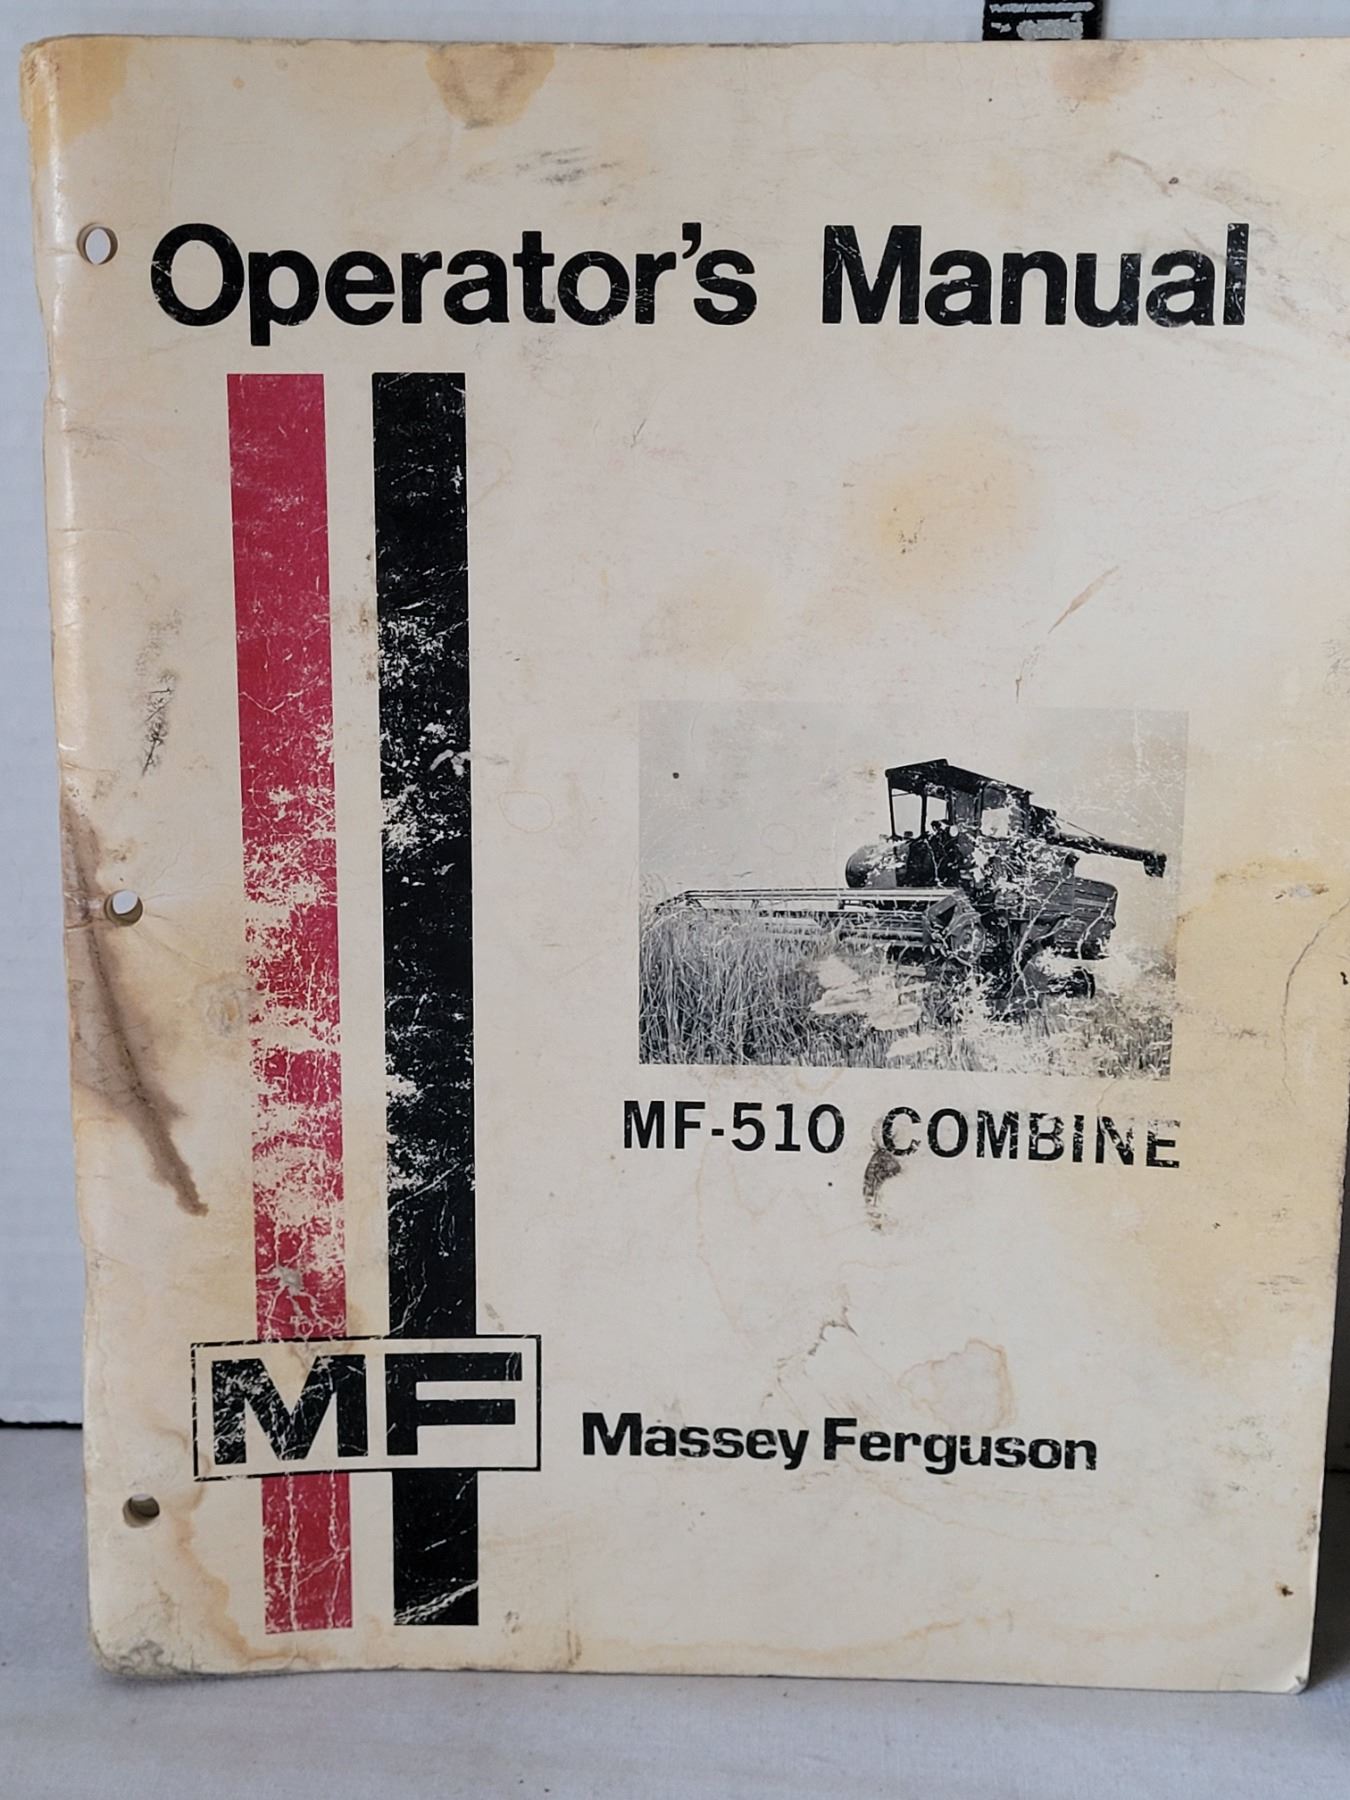 Operator's Manual
MF-510 COMBINE
MF
Massey Ferguson